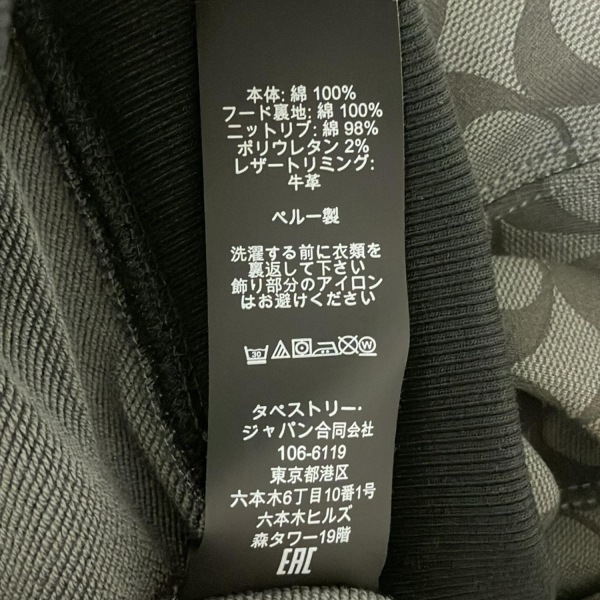 本体: 綿 100%
フード裏地: 綿 100%
ニットリブ: 綿 98%
ポリウレタン 2%
レザートリミング:
牛革
ペルー製
洗濯する前に衣類を
裏返して下さい
飾り部分のアイロン
はお避けください
30 W
タペストリー・
ジャパン合同会社
106-6119
東京都港区
六本木6丁目10番1号
六本木ヒルズ
森タワー19階
EAC